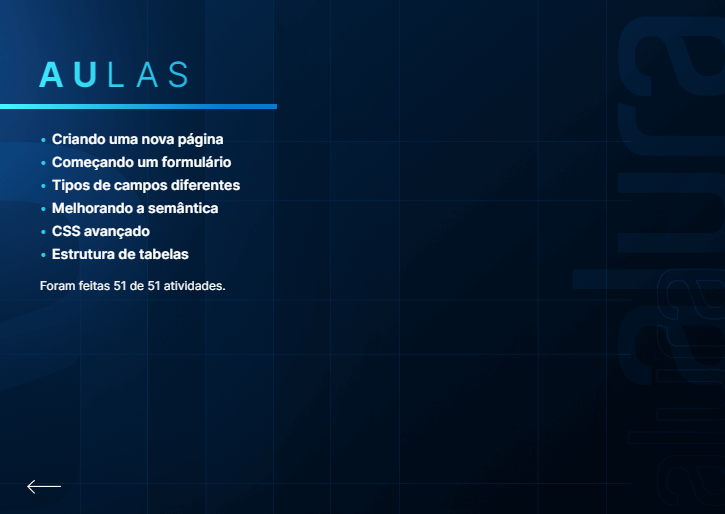 AULAS
• Criando uma nova página
• Começando um formulário
• Tipos de campos diferentes
• Melhorando a semântica
• CSS avançado
• Estrutura de tabelas
Foram feitas 51 de 51 atividades.
alura
alura